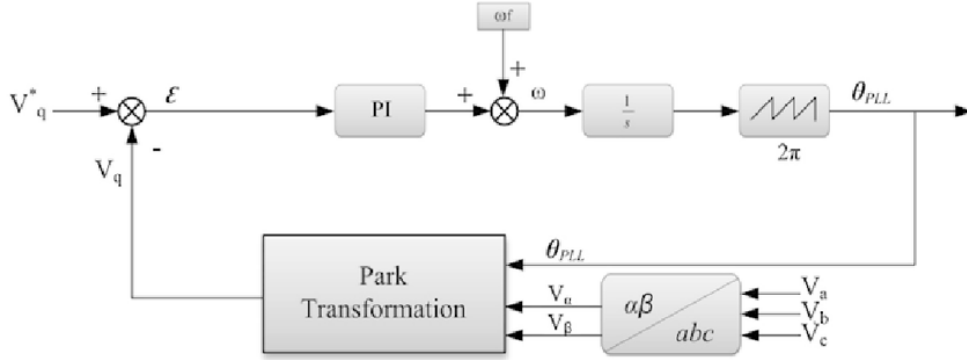 ωf
+
V*q + ε PI + ω 1/s θPLL
-
2π
Vq
θPLL
Park
Transformation
Vα
αβ
Va
Vb
Vβ
abc
Vc